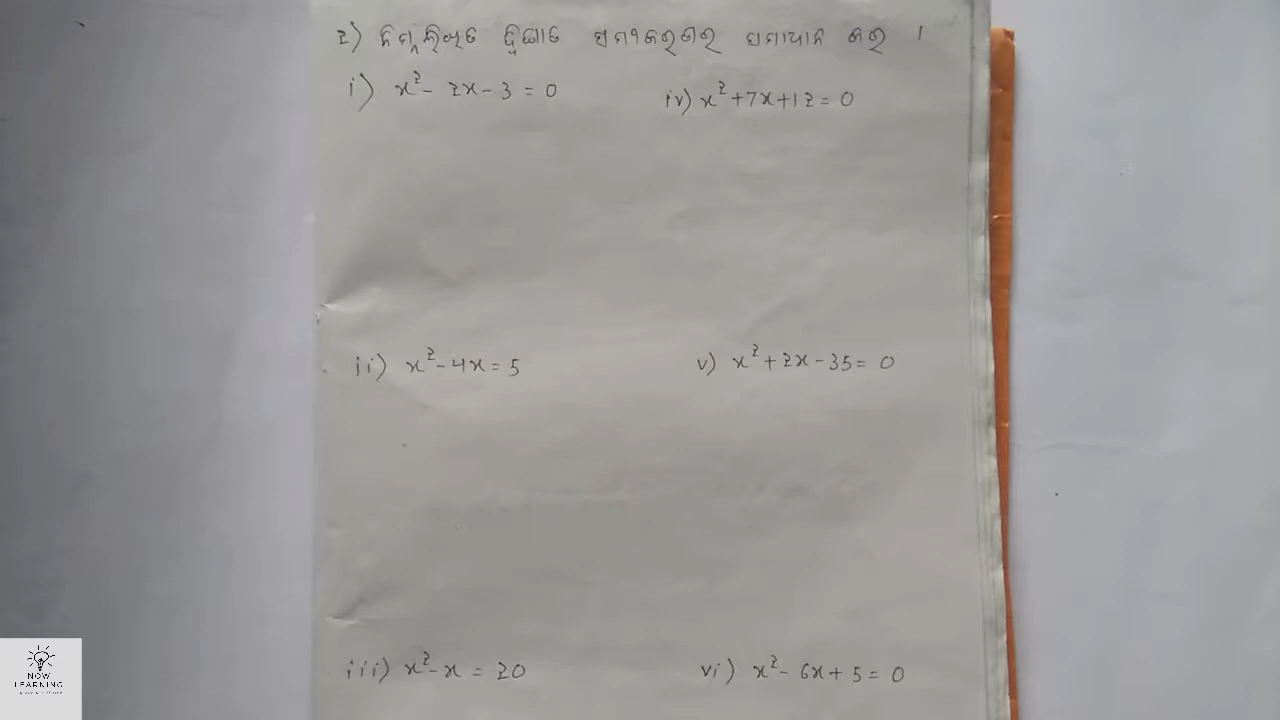 2) ନିମ୍ନଲିଖିତ ଦ୍ୱିଘାତ ସମୀକରଣର ସମାଧାନ କର ।
i) x² - 2x - 3 = 0
iv) x² + 7x + 12 = 0
ii) x² - 4x = 5
v) x² + 2x - 35 = 0
iii) x² - x = 20
vi) x² - 6x + 5 = 0
NOW
LEARNING